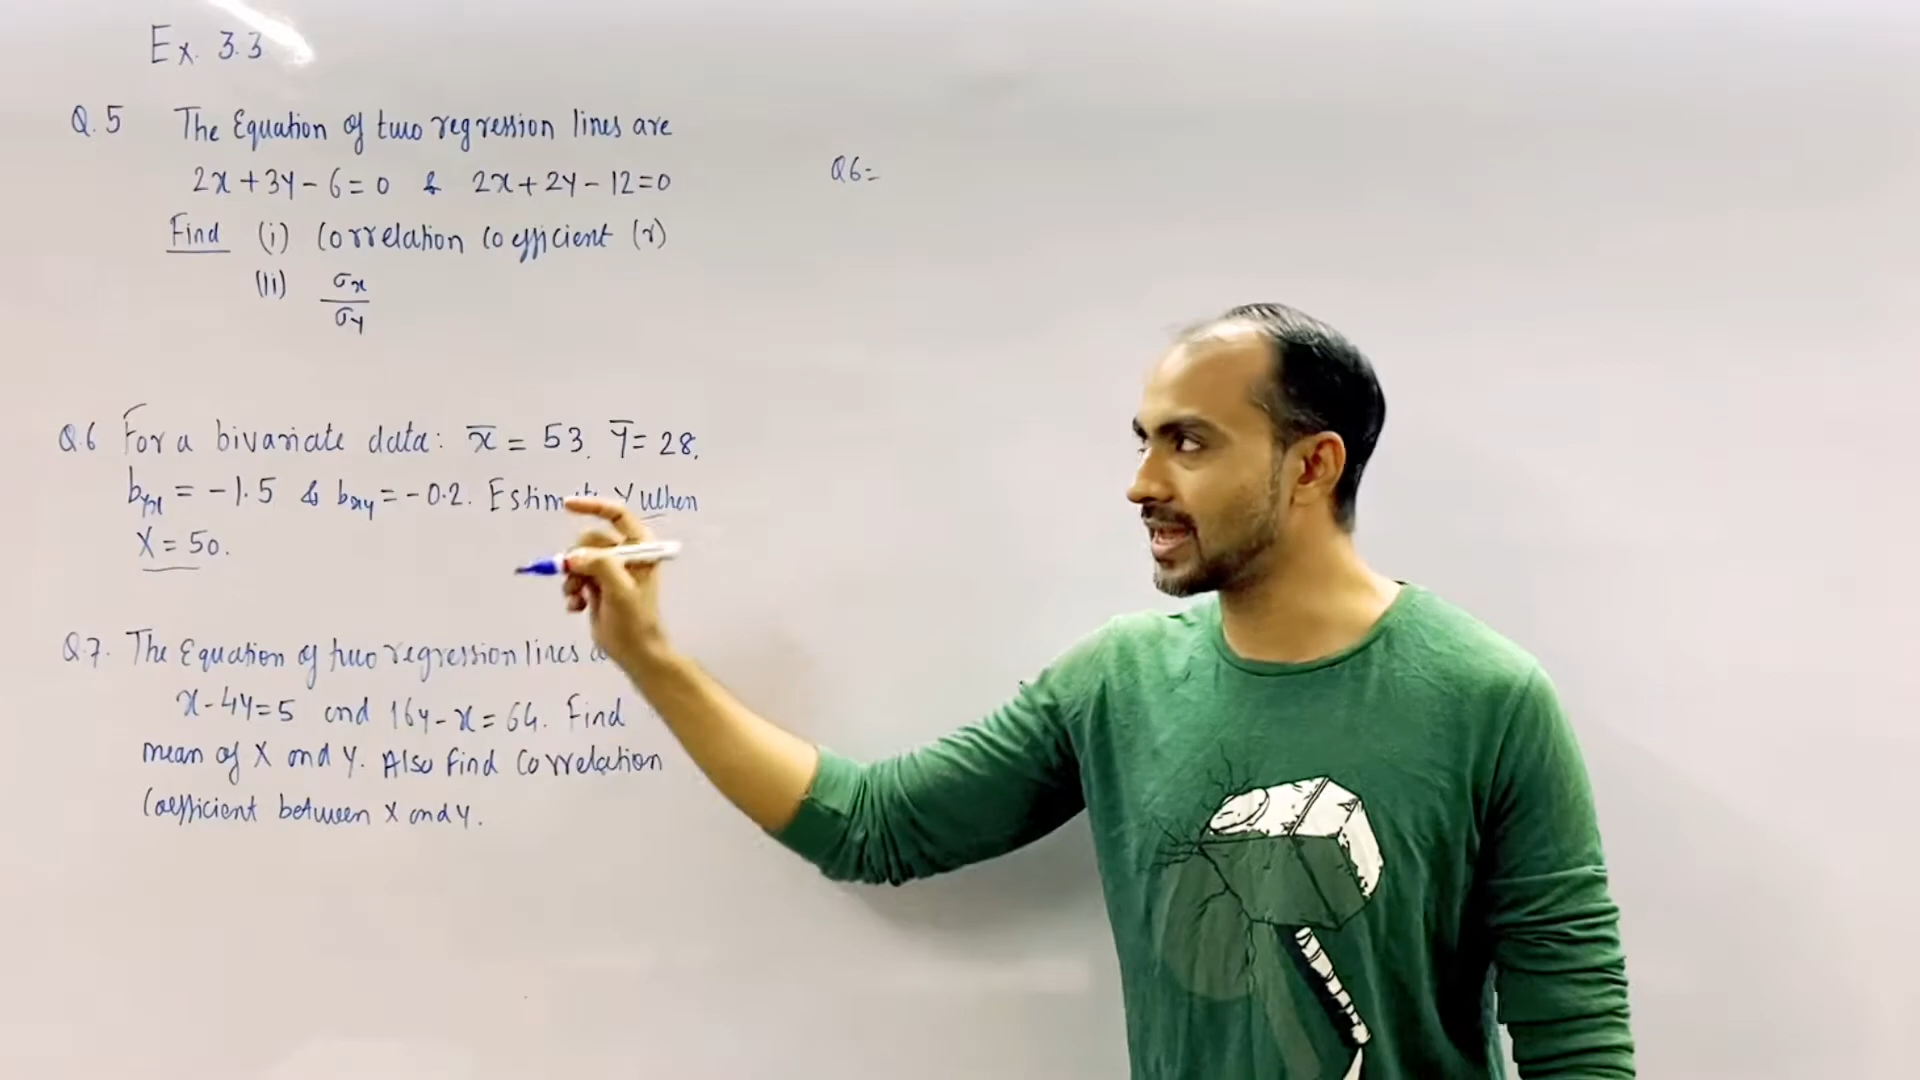 Ex. 3.3
Q.5 The Equation of two regression lines are
2x + 3y - 6 = 0 & 2x + 2y - 12 = 0
Find (i) Correlation Coefficient (r)
(ii) σx / σy
Q6=
Q.6 For a bivariate data: x̄ = 53. ȳ = 28.
byx = -1.5 & bxy = -0.2. Estimate Y when
X = 50.
Q.7. The Equation of two regression lines
x - 4y = 5 and 16y - x = 64. Find
mean of X and Y. Also Find Correlation
Coefficient between X and Y.